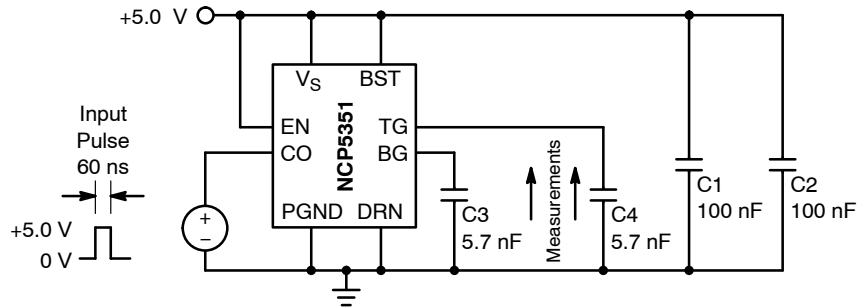 +5.0 V
VS
BST
Input
Pulse
60 ns
EN
CO
NCP5351
TG
BG
Measurements
C1
100 nF
C2
100 nF
PGND
DRN
C3
5.7 nF
C4
5.7 nF
+5.0 V
0 V
+
−